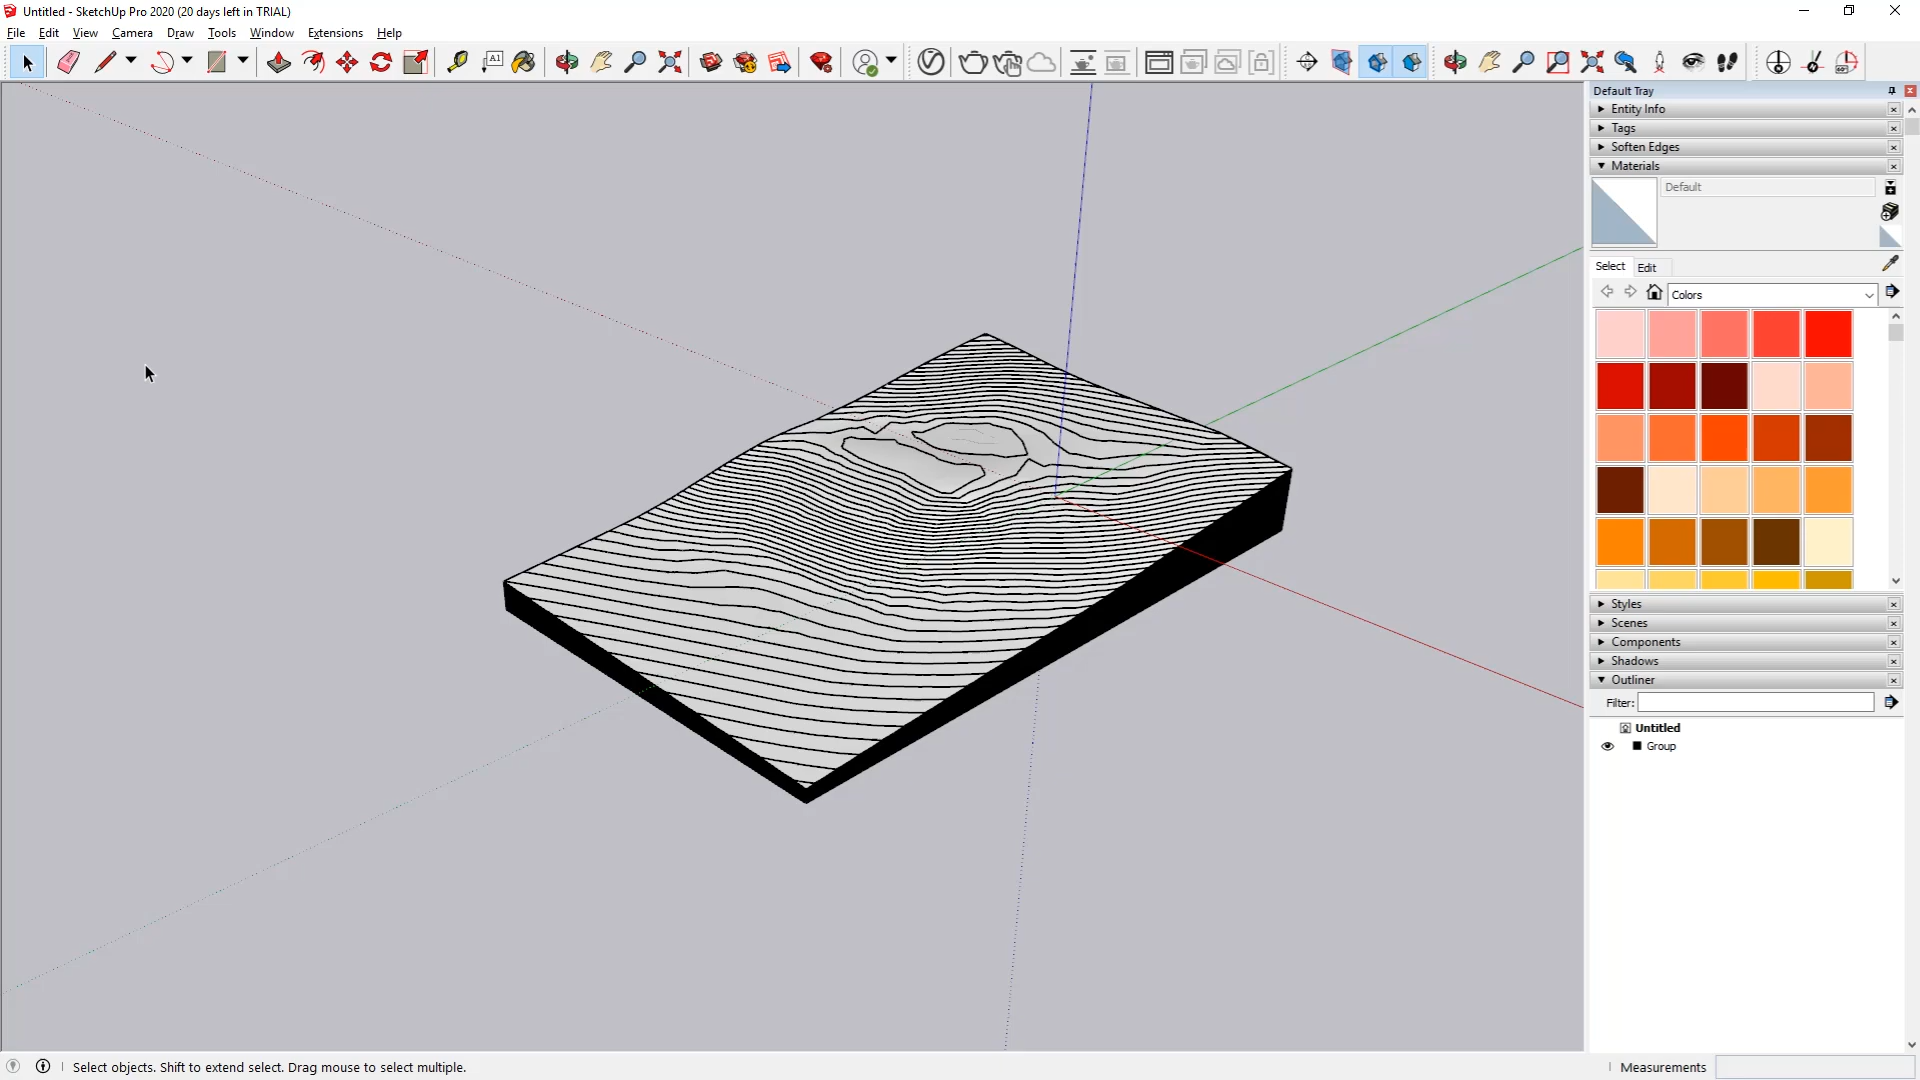 Untitled - SketchUp Pro 2020 (20 days left in TRIAL)
File Edit View Camera Draw Tools Window Extensions Help
A1
Default Tray
Entity Info
Tags
Soften Edges
Materials
Default
Select Edit
Colors
Styles
Scenes
Components
Shadows
Outliner
Filter:
Untitled
Group
Select objects. Shift to extend select. Drag mouse to select multiple.
Measurements